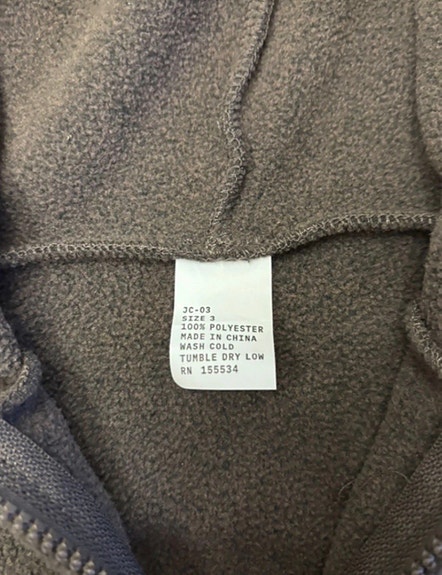 JC-03
SIZE 3
100% POLYESTER
MADE IN CHINA
WASH COLD
TUMBLE DRY LOW
RN 155534